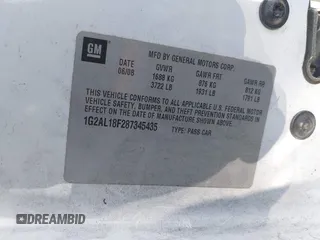 GM
MFD BY GENERAL MOTORS CORP.
DATE GVWR GAWR FRT GAWR RR
06/08 1688 KG 876 KG 812 KG
3722 LB 1931 LB 1791 LB
THIS VEHICLE CONFORMS TO ALL APPLICABLE U.S. FEDERAL MOTOR
VEHICLE SAFETY, BUMPER, AND THEFT PREVENTION STANDARDS
IN EFFECT ON THE DATE OF MANUFACTURE SHOWN ABOVE.
1G2AL18F287345435 TYPE: PASS CAR
DREAMBID.COM